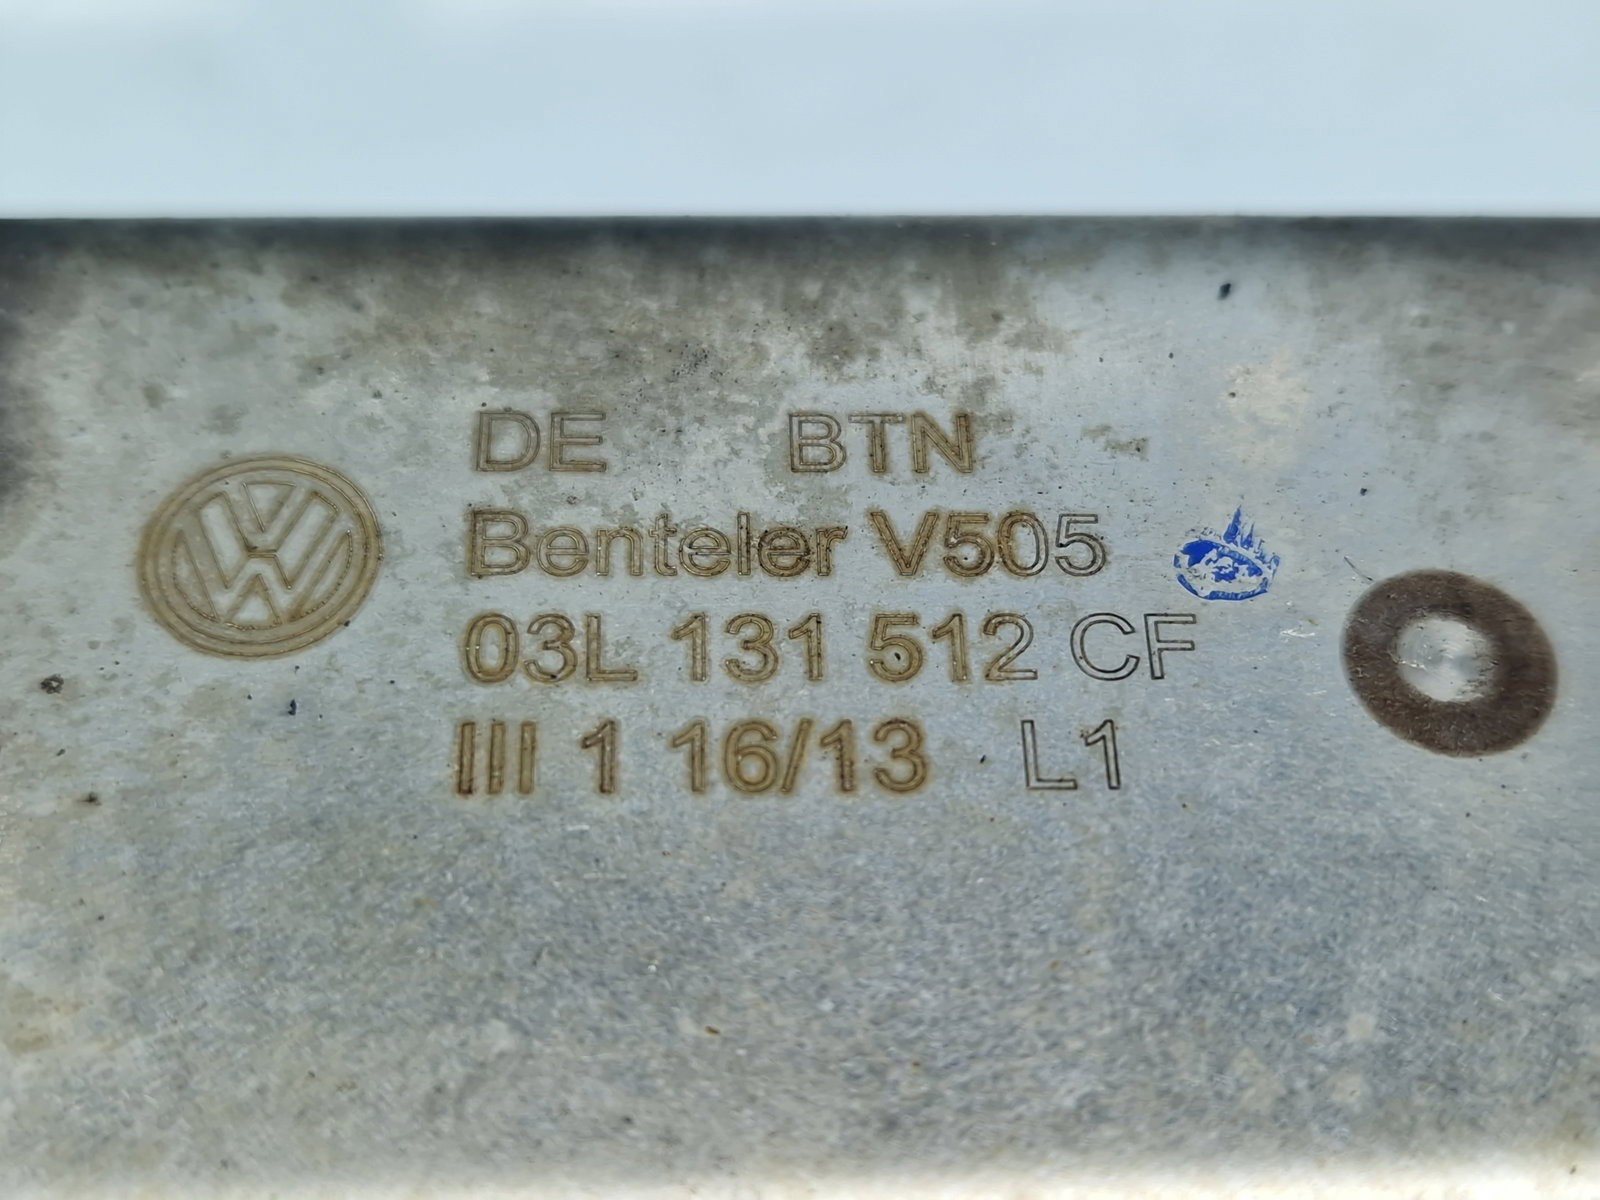 DE BTN
Benteler V505
03L 131 512 CF
III 1 16/13 L1